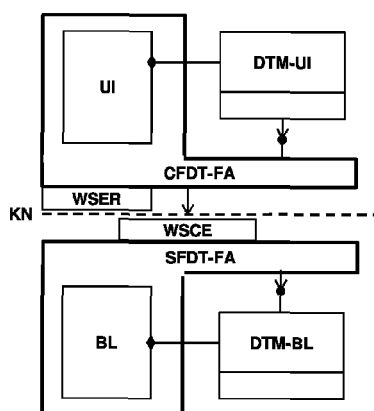 UI
DTM-UI
CFDT-FA
WSER
KN
WSCE
SFDT-FA
BL
DTM-BL